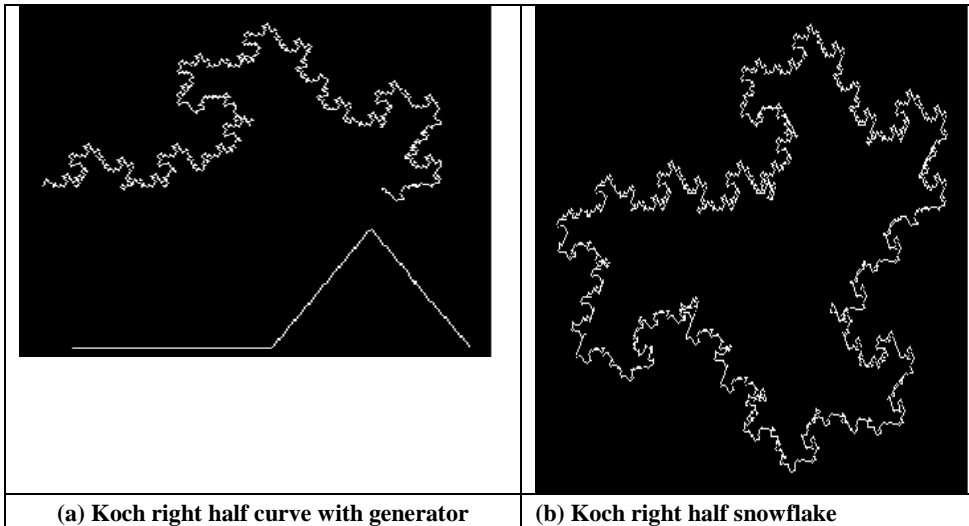 (a) Koch right half curve with generator
(b) Koch right half snowflake